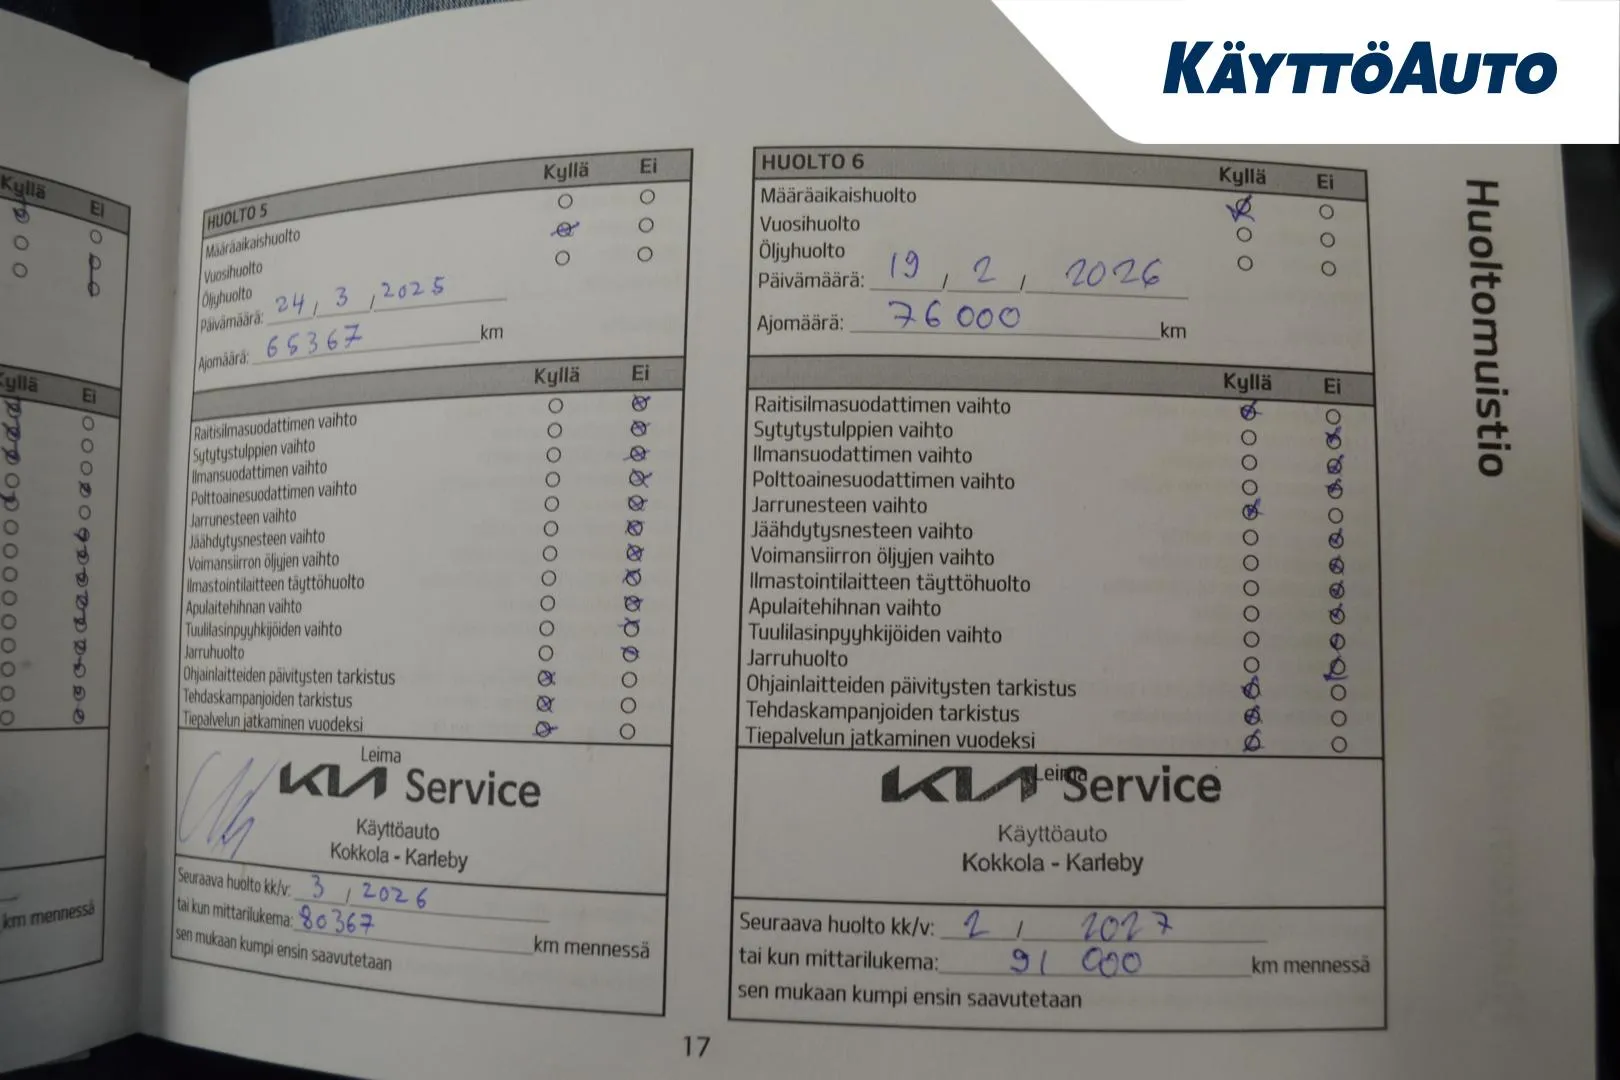 KÄYTTÖAUTO
Kyllä Ei
Kyllä Ei
km mennessä
Kyllä Ei
HUOLTO 5
Määräaikaishuolto
Vuosihuolto
Öljyhuolto
Päivämäärä: 24 / 3 / 2025
Ajomäärä: 65367 km
Kyllä Ei
Raitisilmasuodattimen vaihto
Sytytystulppien vaihto
Ilmansuodattimen vaihto
Polttoainesuodattimen vaihto
Jarrunesteen vaihto
Jäähdytysnesteen vaihto
Voimansiirron öljyjen vaihto
Ilmastointilaitteen täyttöhuolto
Apulaitehihnan vaihto
Tuulilasinpyyhkijöiden vaihto
Jarruhuolto
Ohjainlaitteiden päivitysten tarkistus
Tehdaskampanjoiden tarkistus
Tiepalvelun jatkaminen vuodeksi
Leima
KIA Service
Käyttöauto
Kokkola - Karleby
Seuraava huolto kk/v: 3 / 2026
tai kun mittarilukema: 80367 km mennessä
sen mukaan kumpi ensin saavutetaan
17
HUOLTO 6 Kyllä Ei
Määräaikaishuolto
Vuosihuolto
Öljyhuolto
Päivämäärä: 19 / 2 / 2026
Ajomäärä: 76 000 km
Kyllä Ei
Raitisilmasuodattimen vaihto
Sytytystulppien vaihto
Ilmansuodattimen vaihto
Polttoainesuodattimen vaihto
Jarrunesteen vaihto
Jäähdytysnesteen vaihto
Voimansiirron öljyjen vaihto
Ilmastointilaitteen täyttöhuolto
Apulaitehihnan vaihto
Tuulilasinpyyhkijöiden vaihto
Jarruhuolto
Ohjainlaitteiden päivitysten tarkistus
Tehdaskampanjoiden tarkistus
Tiepalvelun jatkaminen vuodeksi
Leima
KIA Service
Käyttöauto
Kokkola - Karleby
Seuraava huolto kk/v: 2 / 2027
tai kun mittarilukema: 91 000 km mennessä
sen mukaan kumpi ensin saavutetaan
Huoltomuistio